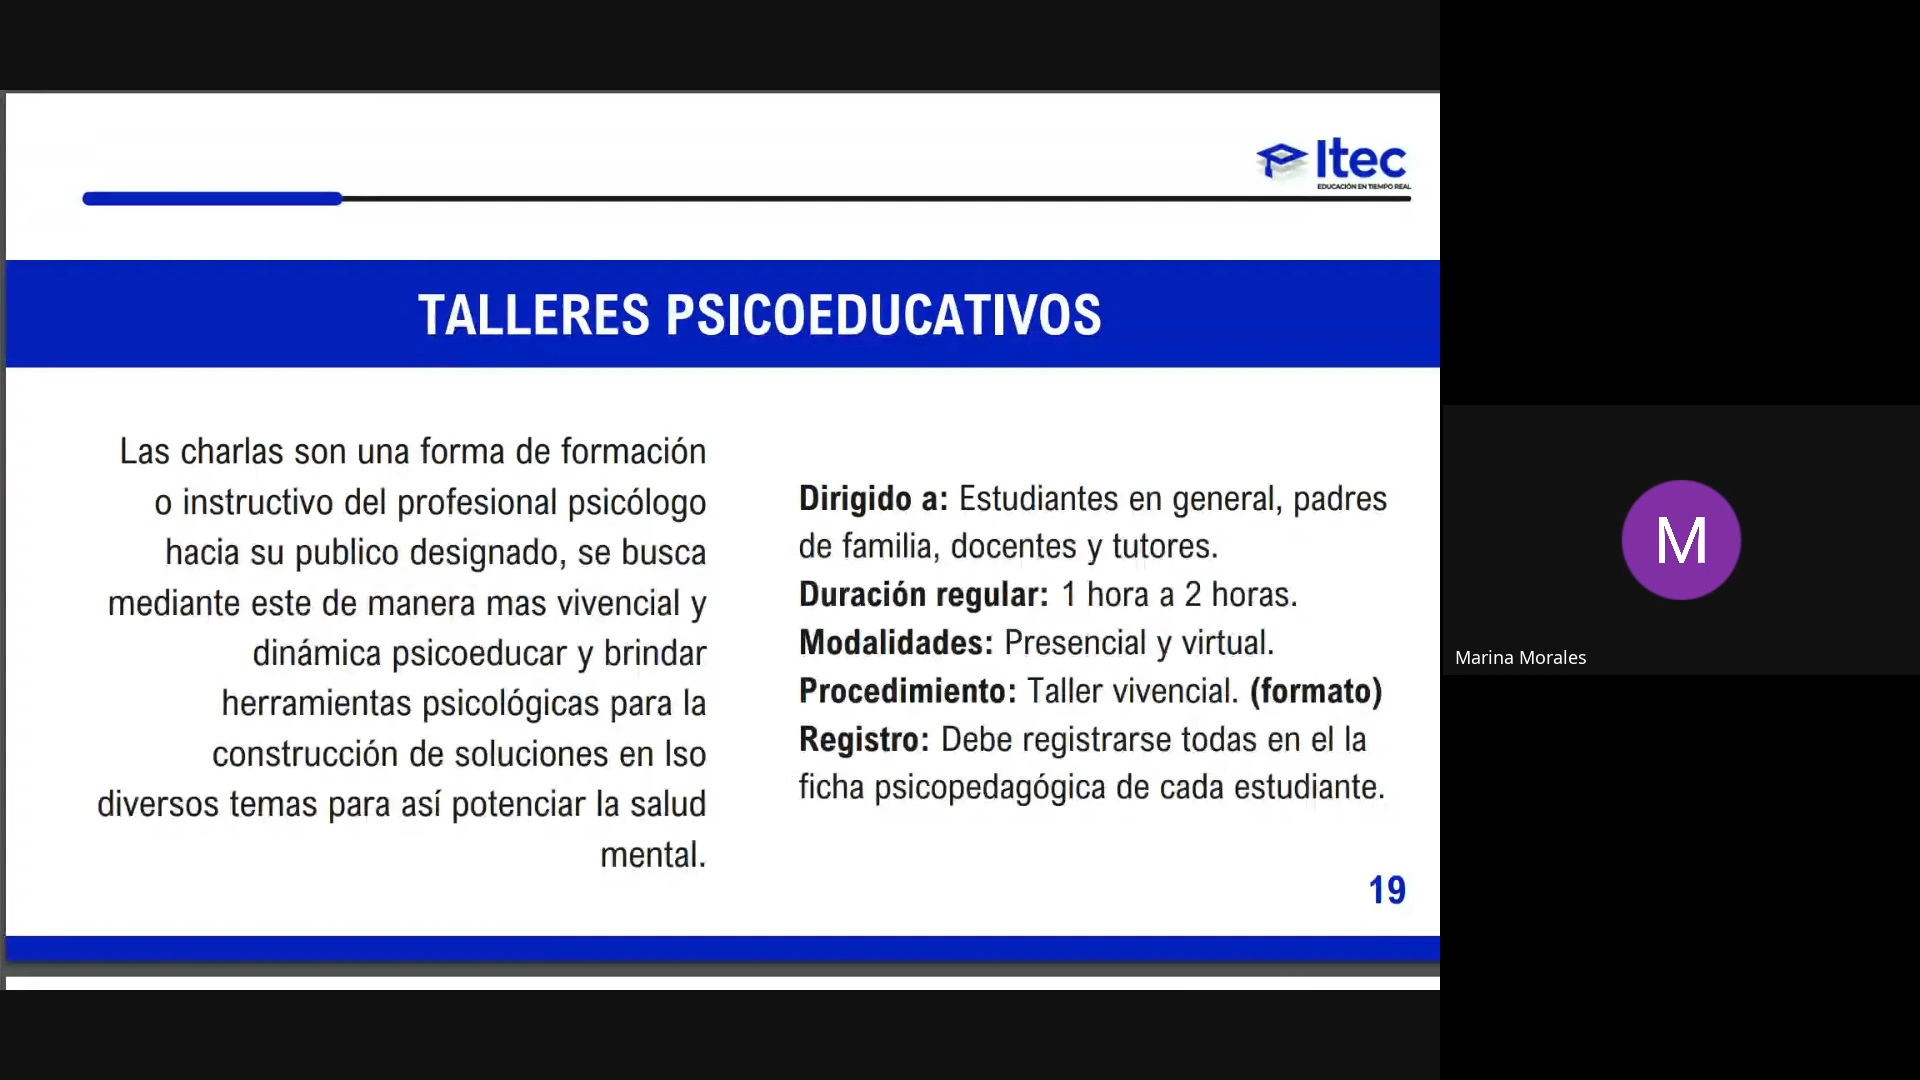 Itec
EDUCACIÓN EN TIEMPO REAL
TALLERES PSICOEDUCATIVOS
Las charlas son una forma de formación
o instructivo del profesional psicólogo
hacia su publico designado, se busca
mediante este de manera mas vivencial y
dinámica psicoeducar y brindar
herramientas psicológicas para la
construcción de soluciones en lso
diversos temas para así potenciar la salud
mental.
Dirigido a: Estudiantes en general, padres
de familia, docentes y tutores.
Duración regular: 1 hora a 2 horas.
Modalidades: Presencial y virtual.
Procedimiento: Taller vivencial. (formato)
Registro: Debe registrarse todas en el la
ficha psicopedagógica de cada estudiante.
19
M
Marina Morales